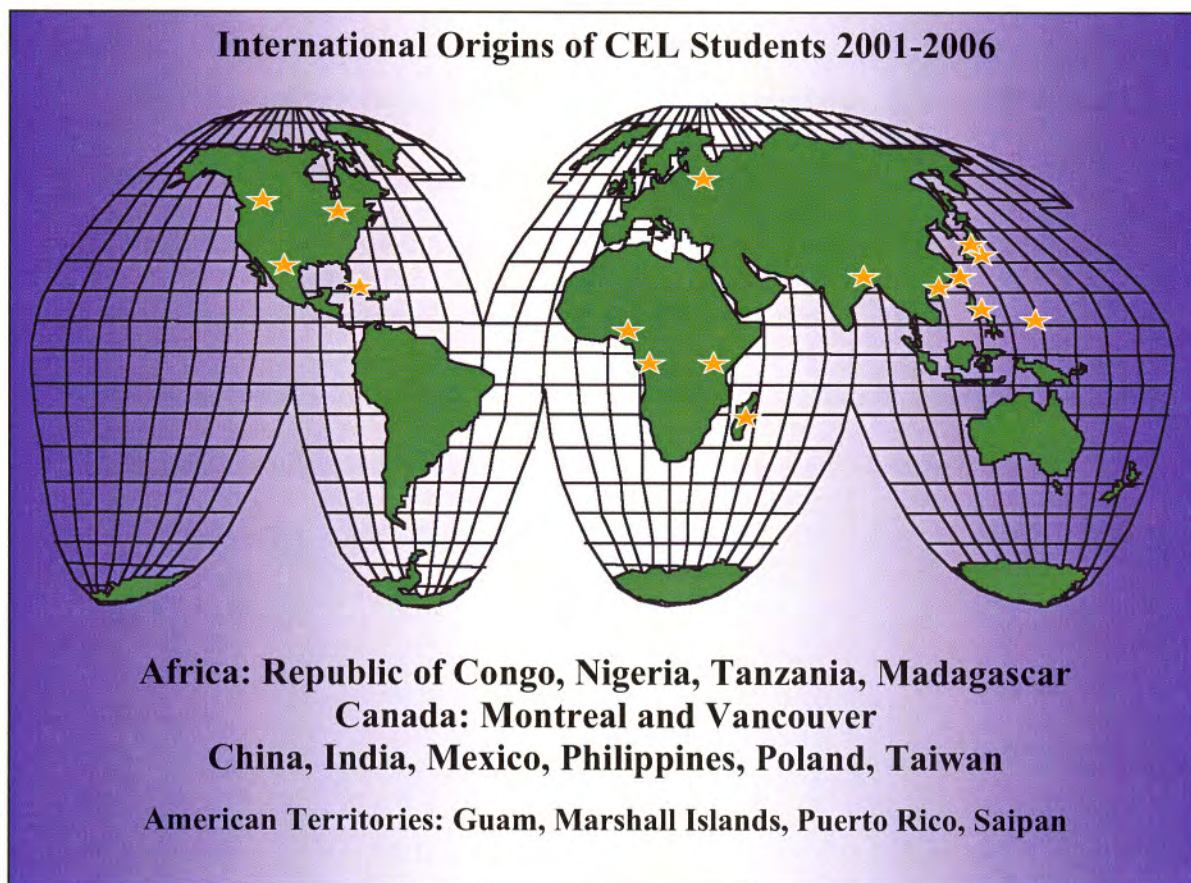 International Origins of CEL Students 2001-2006
Africa: Republic of Congo, Nigeria, Tanzania, Madagascar
Canada: Montreal and Vancouver
China, India, Mexico, Philippines, Poland, Taiwan
American Territories: Guam, Marshall Islands, Puerto Rico, Saipan